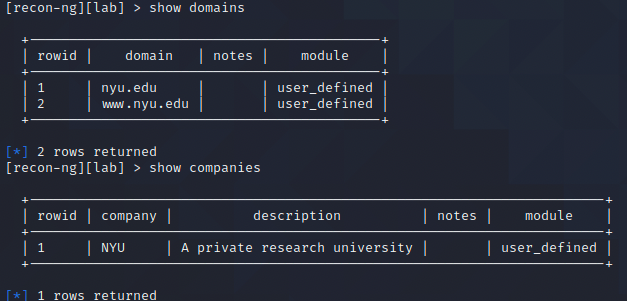 [recon-ng][lab] > show domains
| rowid | domain | notes | module |
| 1 | nyu.edu | | user_defined |
| 2 | www.nyu.edu | | user_defined |
[*] 2 rows returned
[recon-ng][lab] > show companies
| rowid | company | description | notes | module |
| 1 | NYU | A private research university | | user_defined |
[*] 1 rows returned